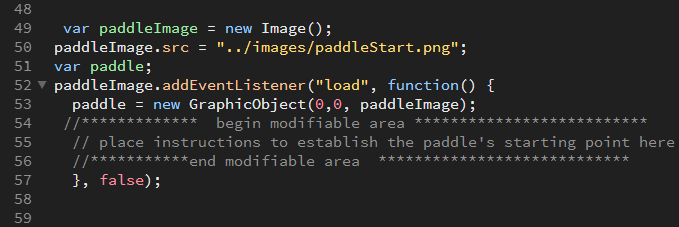 48
49 var paddleImage = new Image();
50 paddleImage.src = "../images/paddleStart.png";
51 var paddle;
52 paddleImage.addEventListener("load", function() {
53 paddle = new GraphicObject(0,0, paddleImage);
54 //************* begin modifiable area **************************
55 // place instructions to establish the paddle's starting point here
56 //***********end modifiable area ****************************
57 }, false);
58
59